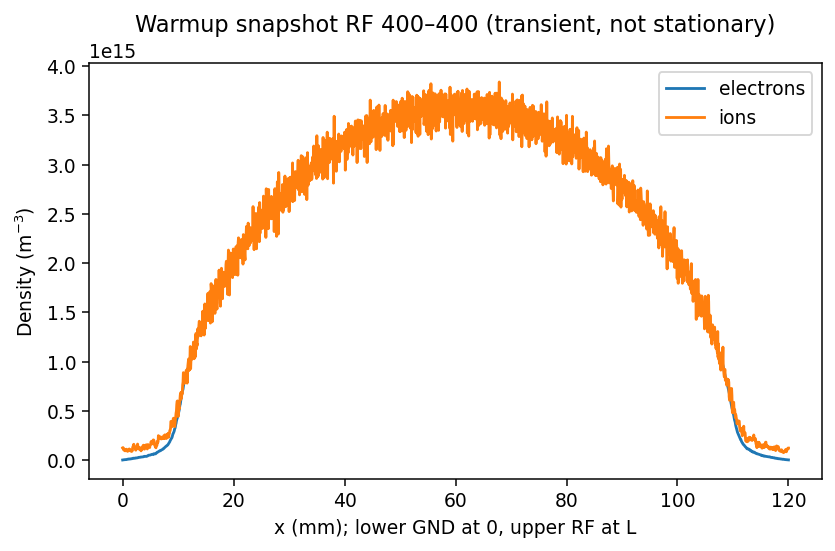 Warmup snapshot RF 400–400 (transient, not stationary)
1e15
4.0
3.5
3.0
2.5
2.0
1.5
1.0
0.5
0.0
Density (m⁻³)
electrons
ions
0 20 40 60 80 100 120
x (mm); lower GND at 0, upper RF at L